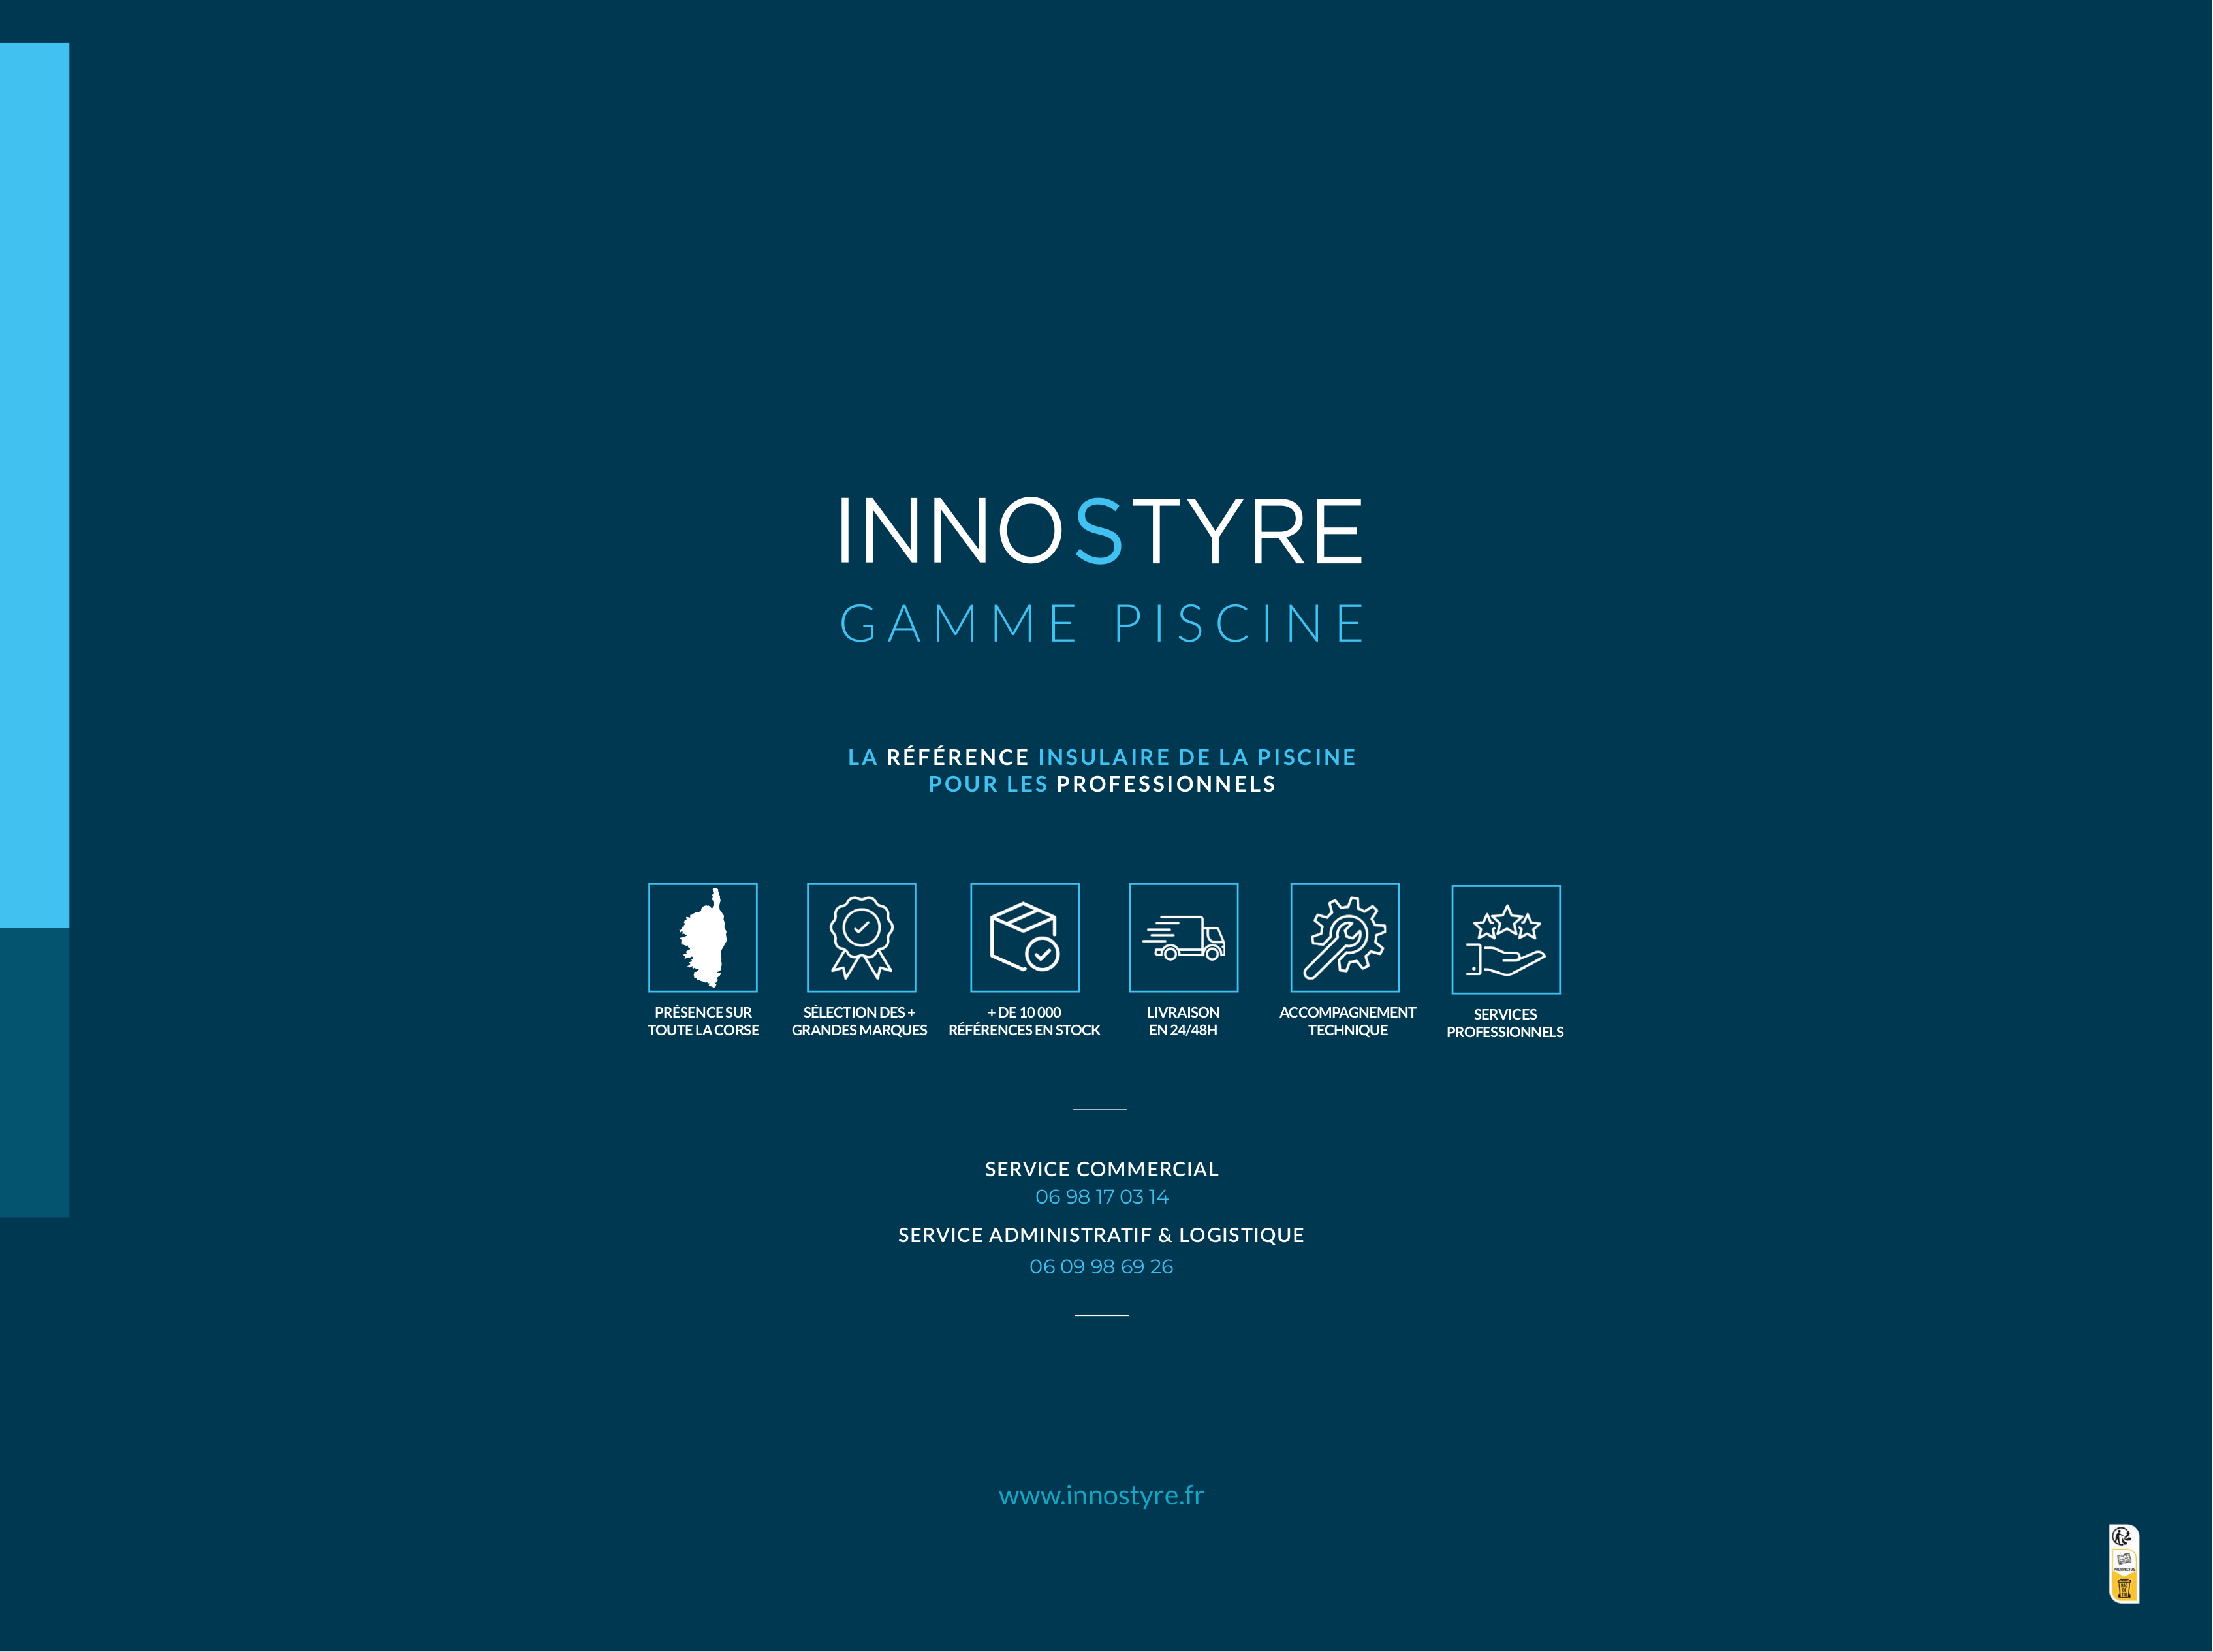 INNOSTYRE
GAMME PISCINE
LA RÉFÉRENCE INSULAIRE DE LA PISCINE
POUR LES PROFESSIONNELS
PRÉSENCE SUR
TOUTE LA CORSE
SÉLECTION DES +
GRANDES MARQUES
+ DE 10 000
RÉFÉRENCES EN STOCK
LIVRAISON
EN 24/48H
ACCOMPAGNEMENT
TECHNIQUE
SERVICES
PROFESSIONNELS
SERVICE COMMERCIAL
06 98 17 03 14
SERVICE ADMINISTRATIF & LOGISTIQUE
06 09 98 69 26
www.innostyre.fr
PROSPECTUS